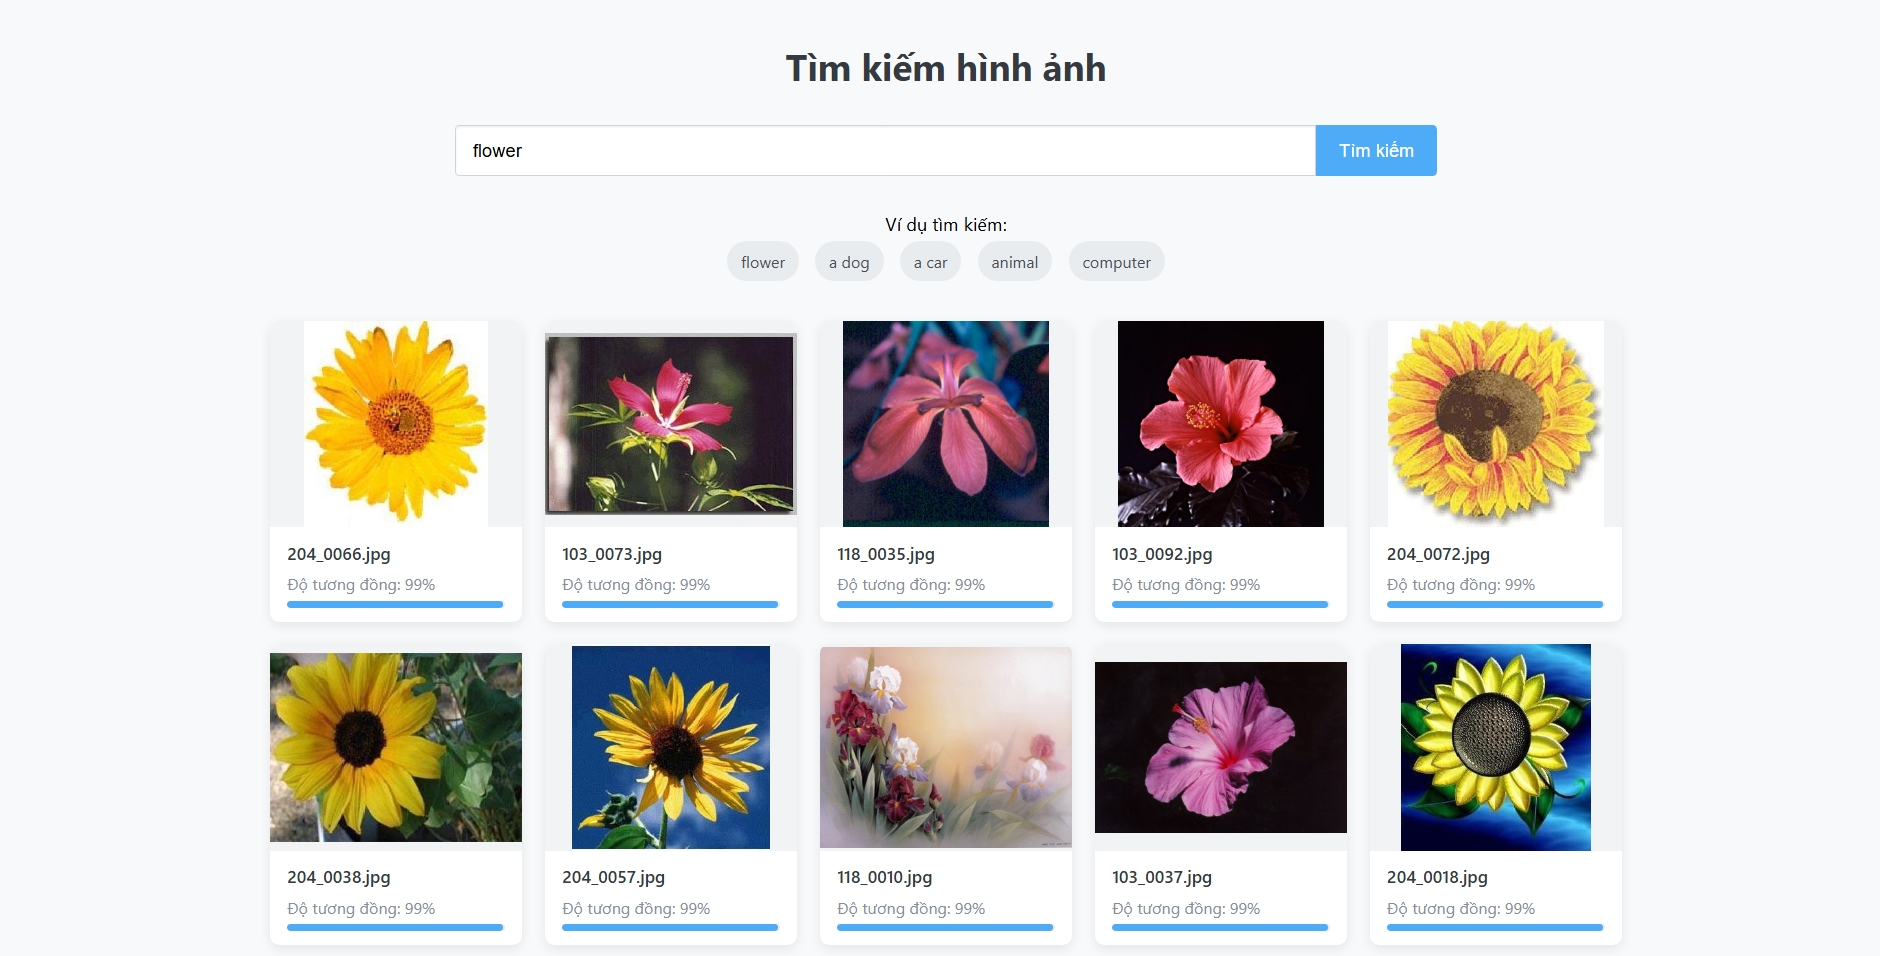 Tìm kiếm hình ảnh
flower
Tìm kiếm
Ví dụ tìm kiếm:
flower
a dog
a car
animal
computer
204_0066.jpg
Độ tương đồng: 99%
103_0073.jpg
Độ tương đồng: 99%
118_0035.jpg
Độ tương đồng: 99%
103_0092.jpg
Độ tương đồng: 99%
204_0072.jpg
Độ tương đồng: 99%
204_0038.jpg
Độ tương đồng: 99%
204_0057.jpg
Độ tương đồng: 99%
118_0010.jpg
Độ tương đồng: 99%
103_0037.jpg
Độ tương đồng: 99%
204_0018.jpg
Độ tương đồng: 99%